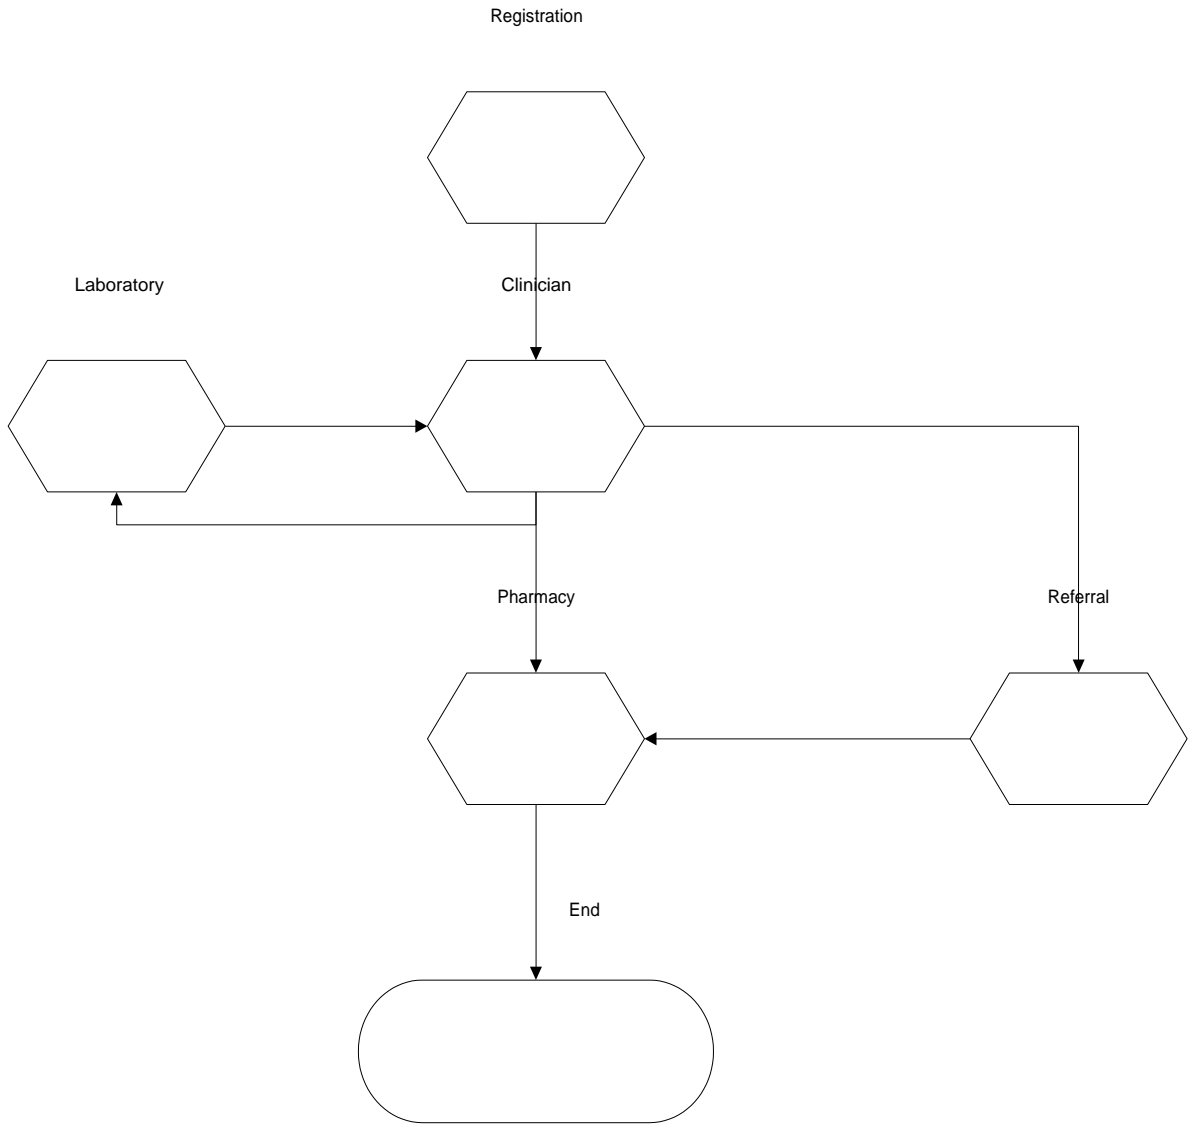 Registration
Laboratory
Clinician
Pharmacy
Referral
End